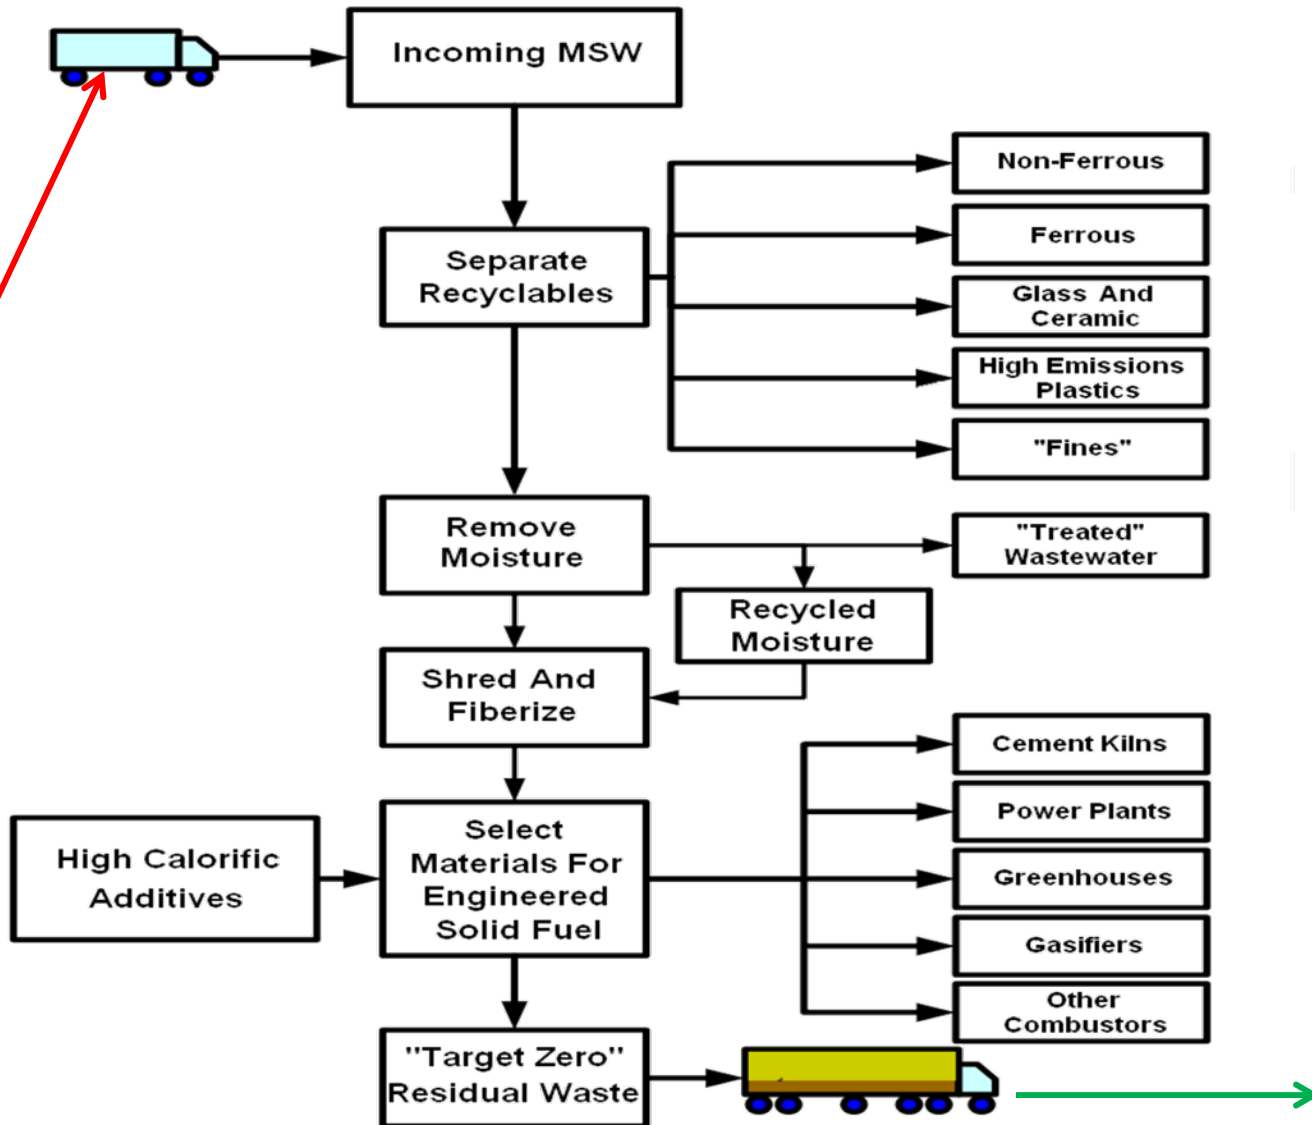 Incoming MSW
Non-Ferrous
Ferrous
Separate
Recyclables
Glass And
Ceramic
High Emissions
Plastics
"Fines"
Remove
Moisture
"Treated"
Wastewater
Recycled
Moisture
Shred And
Fiberize
Cement Kilns
Power Plants
High Calorific
Additives
Select
Materials For
Engineered
Solid Fuel
Greenhouses
Gasifiers
Other
Combustors
"Target Zero"
Residual Waste